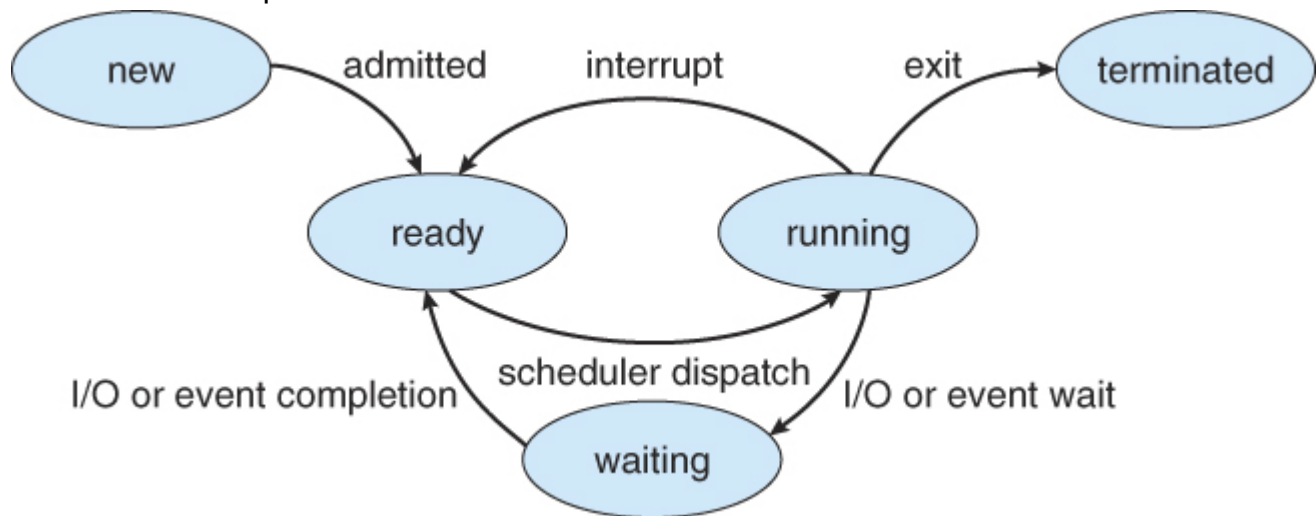 new
admitted
interrupt
exit
terminated
ready
running
scheduler dispatch
I/O or event completion
I/O or event wait
waiting